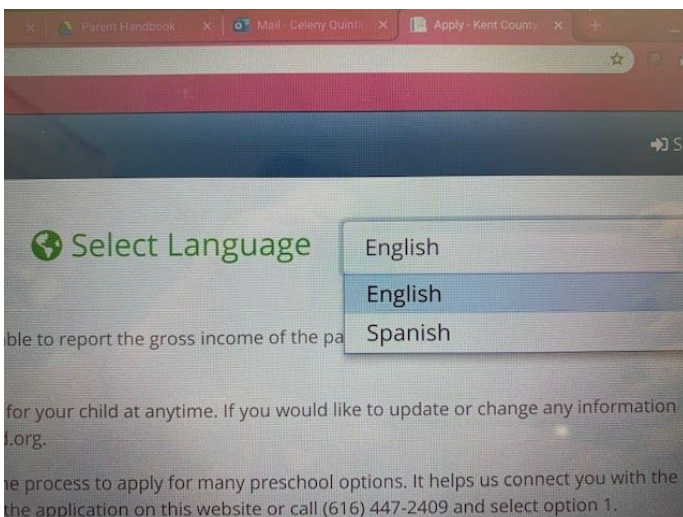 Parent Handbook
Mail - Celeny Quinti
Apply - Kent County
S
Select Language
English
English
Spanish
ble to report the gross income of the pa
for your child at anytime. If you would like to update or change any information
d.org.
e process to apply for many preschool options. It helps us connect you with the
the application on this website or call (616) 447-2409 and select option 1.